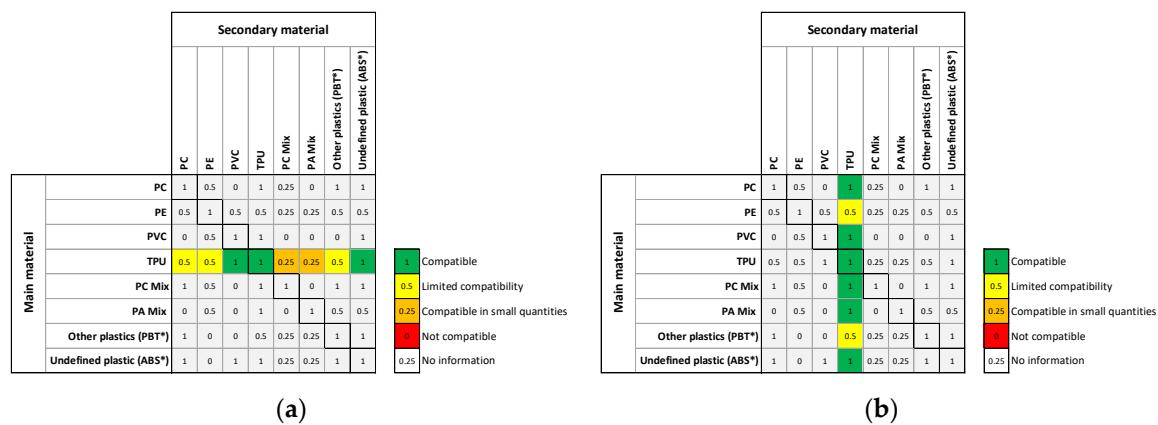 Secondary material
PC
PE
PVC
TPU
PC Mix
PA Mix
Other plastics (PBT*)
Undefined plastic (ABS*)
Main material
PC 1 0.5 0 1 0.25 0 1 1
PE 0.5 1 0.5 0.5 0.25 0.25 0.5 0.5
PVC 0 0.5 1 1 0 0 0 1
TPU 0.5 0.5 1 1 0.25 0.25 0.5 1
PC Mix 1 0.5 0 1 1 0 1 1
PA Mix 0 0.5 0 1 0 1 0.5 0.5
Other plastics (PBT*) 1 0 0 0.5 0.25 0.25 1 1
Undefined plastic (ABS*) 1 0 1 1 0.25 0.25 1 1
1 Compatible
0.5 Limited compatibility
0.25 Compatible in small quantities
0 Not compatible
0.25 No information
(a)
Secondary material
PC
PE
PVC
TPU
PC Mix
PA Mix
Other plastics (PBT*)
Undefined plastic (ABS*)
Main material
PC 1 0.5 0 1 0.25 0 1 1
PE 0.5 1 0.5 0.5 0.25 0.25 0.5 0.5
PVC 0 0.5 1 1 0 0 0 1
TPU 0.5 0.5 1 1 0.25 0.25 0.5 1
PC Mix 1 0.5 0 1 1 0 1 1
PA Mix 0 0.5 0 1 0 1 0.5 0.5
Other plastics (PBT*) 1 0 0 0.5 0.25 0.25 1 1
Undefined plastic (ABS*) 1 0 1 1 0.25 0.25 1 1
1 Compatible
0.5 Limited compatibility
0.25 Compatible in small quantities
0 Not compatible
0.25 No information
(b)